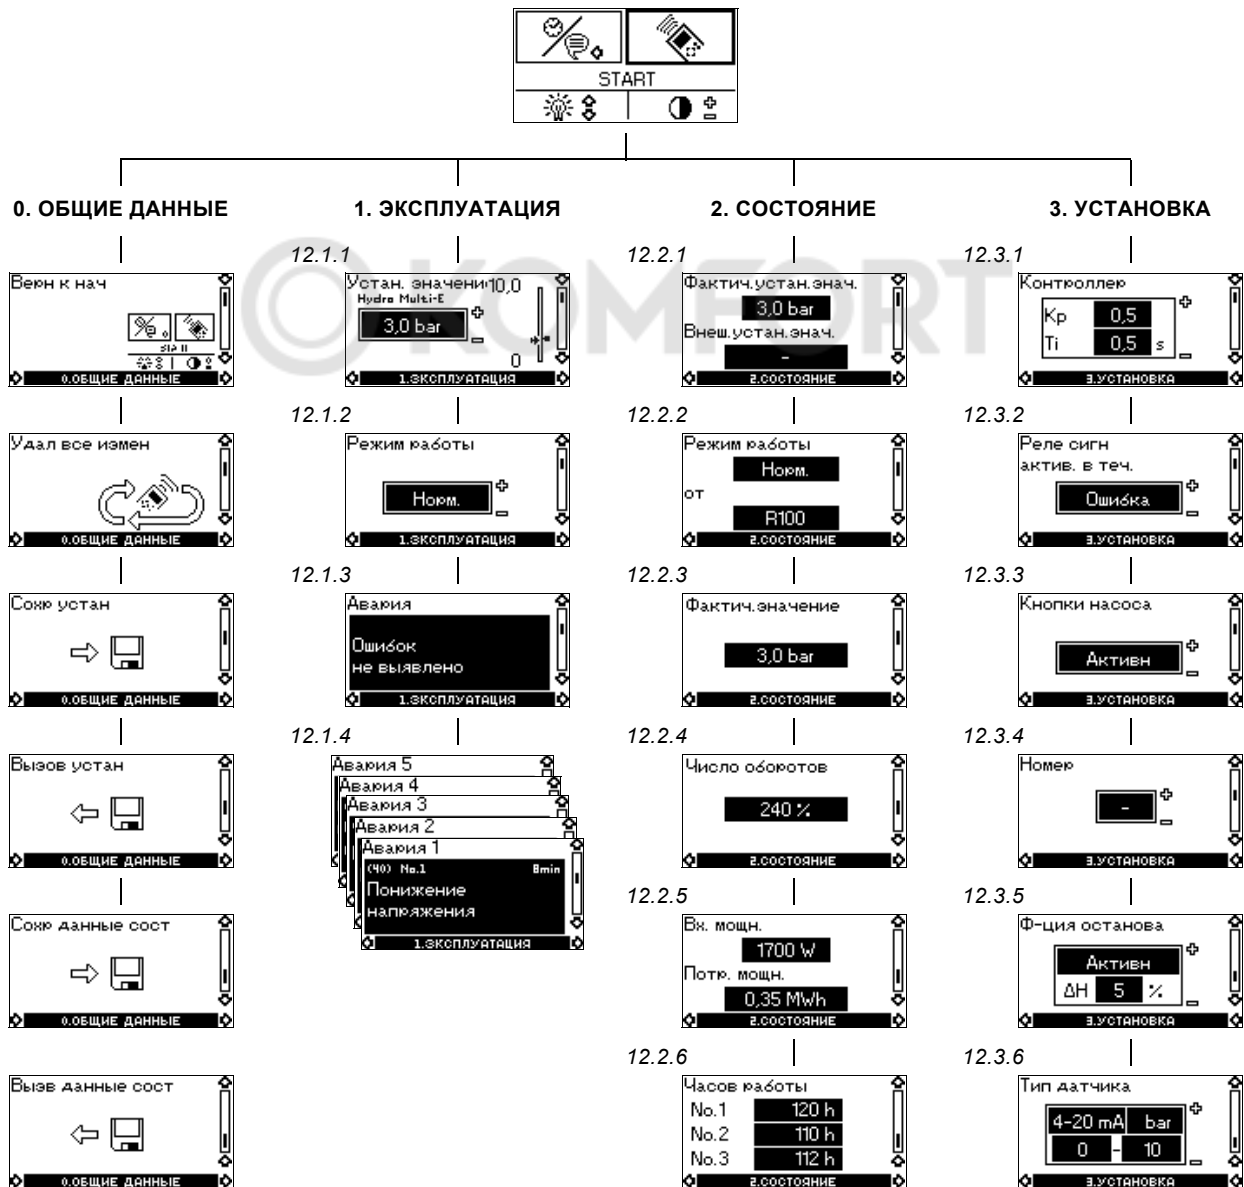 START
0. ОБЩИЕ ДАННЫЕ
Верн к нач
START
0.ОБЩИЕ ДАННЫЕ
Удал все измен
0.ОБЩИЕ ДАННЫЕ
Сохр устан
0.ОБЩИЕ ДАННЫЕ
Вызов устан
0.ОБЩИЕ ДАННЫЕ
Сохр данные сост
0.ОБЩИЕ ДАННЫЕ
Вызв данные сост
0.ОБЩИЕ ДАННЫЕ
1. ЭКСПЛУАТАЦИЯ
12.1.1
Устан. значени 10,0
Hydro Multi-E
3,0 bar
0
1.ЭКСПЛУАТАЦИЯ
12.1.2
Режим работы
Норм.
1.ЭКСПЛУАТАЦИЯ
12.1.3
Авария
Ошибок
не выявлено
1.ЭКСПЛУАТАЦИЯ
12.1.4
Авария 5
Авария 4
Авария 3
Авария 2
Авария 1
(40) No.1 8min
Понижение
напряжения
1.ЭКСПЛУАТАЦИЯ
2. СОСТОЯНИЕ
12.2.1
Фактич.устан.знач.
3,0 bar
Внеш.устан.знач.
-
2.СОСТОЯНИЕ
12.2.2
Режим работы
Норм.
от
R100
2.СОСТОЯНИЕ
12.2.3
Фактич.значение
3,0 bar
2.СОСТОЯНИЕ
12.2.4
Число оборотов
240 %
2.СОСТОЯНИЕ
12.2.5
Вх. мощн.
1700 W
Потр. мощн.
0,35 MWh
2.СОСТОЯНИЕ
12.2.6
Часов работы
No.1 120 h
No.2 110 h
No.3 112 h
2.СОСТОЯНИЕ
3. УСТАНОВКА
12.3.1
Контроллер
Kp 0,5
Ti 0,5 s
3.УСТАНОВКА
12.3.2
Реле сигн
актив. в теч.
Ошибка
3.УСТАНОВКА
12.3.3
Кнопки насоса
Активн
3.УСТАНОВКА
12.3.4
Номер
-
3.УСТАНОВКА
12.3.5
Ф-ция останова
Активн
ΔH 5 %
3.УСТАНОВКА
12.3.6
Тип датчика
4-20 mA bar
0 - 10
3.УСТАНОВКА
KOMFORT